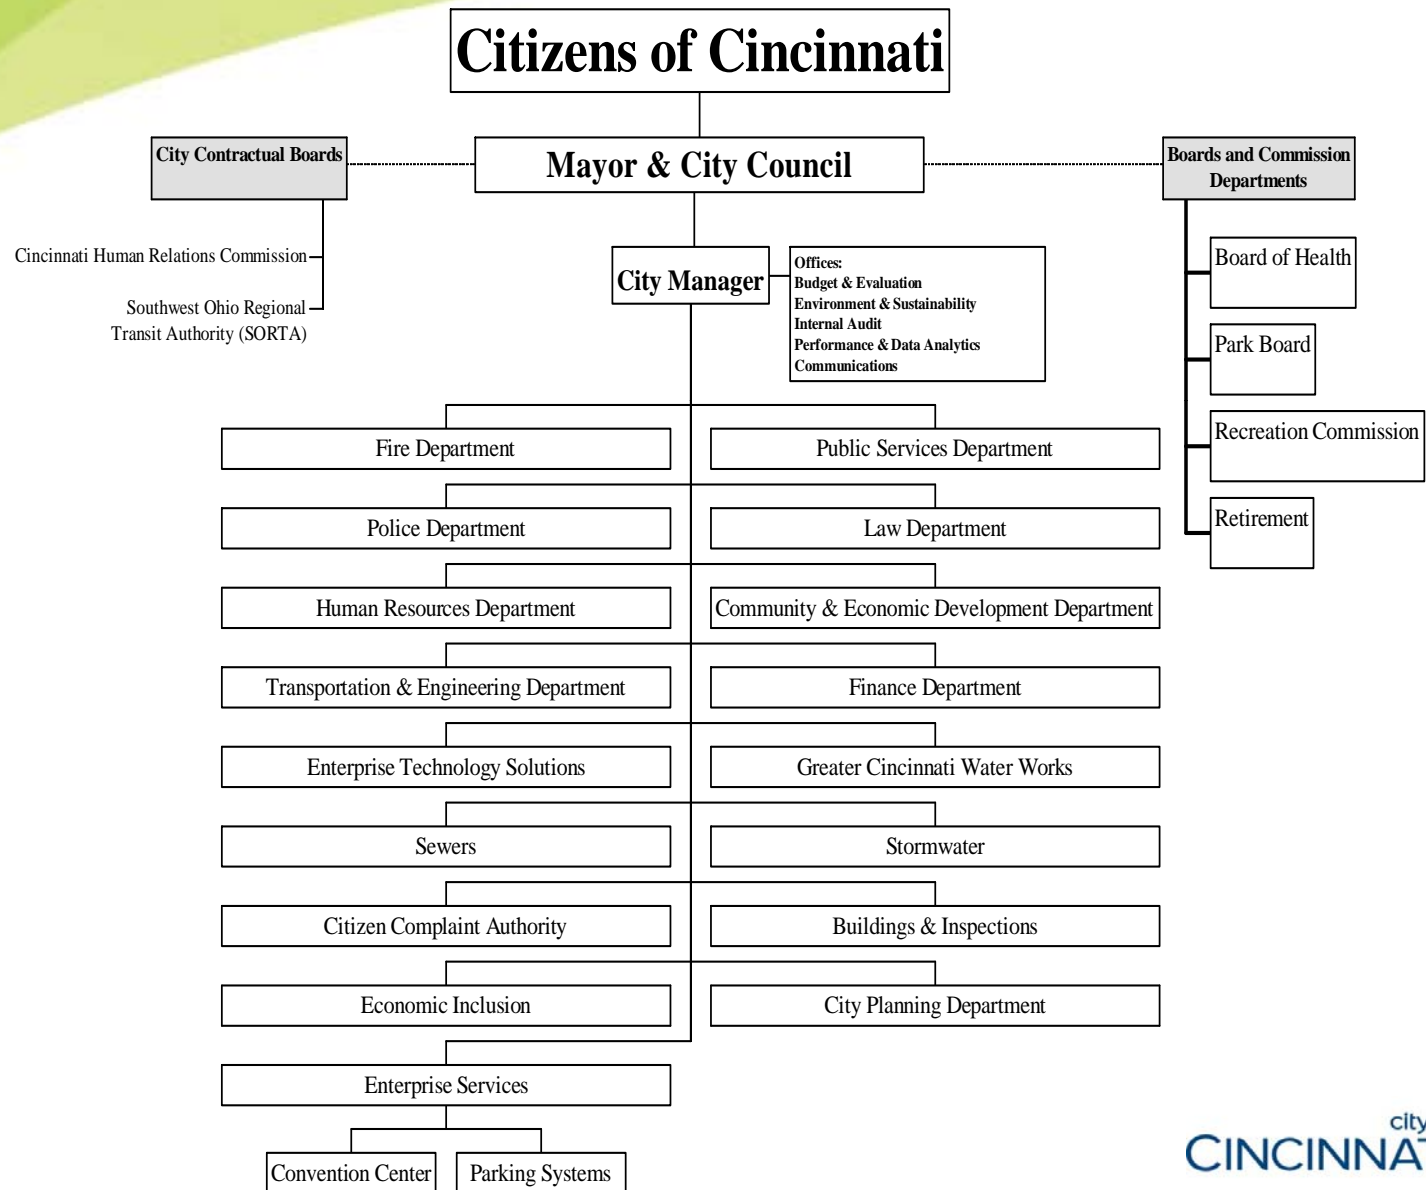 Citizens of Cincinnati
City Contractual Boards
Mayor & City Council
Boards and Commission
Departments
Cincinnati Human Relations Commission
Southwest Ohio Regional
Transit Authority (SORTA)
City Manager
Offices:
Budget & Evaluation
Environment & Sustainability
Internal Audit
Performance & Data Analytics
Communications
Board of Health
Park Board
Recreation Commission
Retirement
Fire Department
Public Services Department
Police Department
Law Department
Human Resources Department
Community & Economic Development Department
Transportation & Engineering Department
Finance Department
Enterprise Technology Solutions
Greater Cincinnati Water Works
Sewers
Stormwater
Citizen Complaint Authority
Buildings & Inspections
Economic Inclusion
City Planning Department
Enterprise Services
Convention Center
Parking Systems
city
CINCINNAT